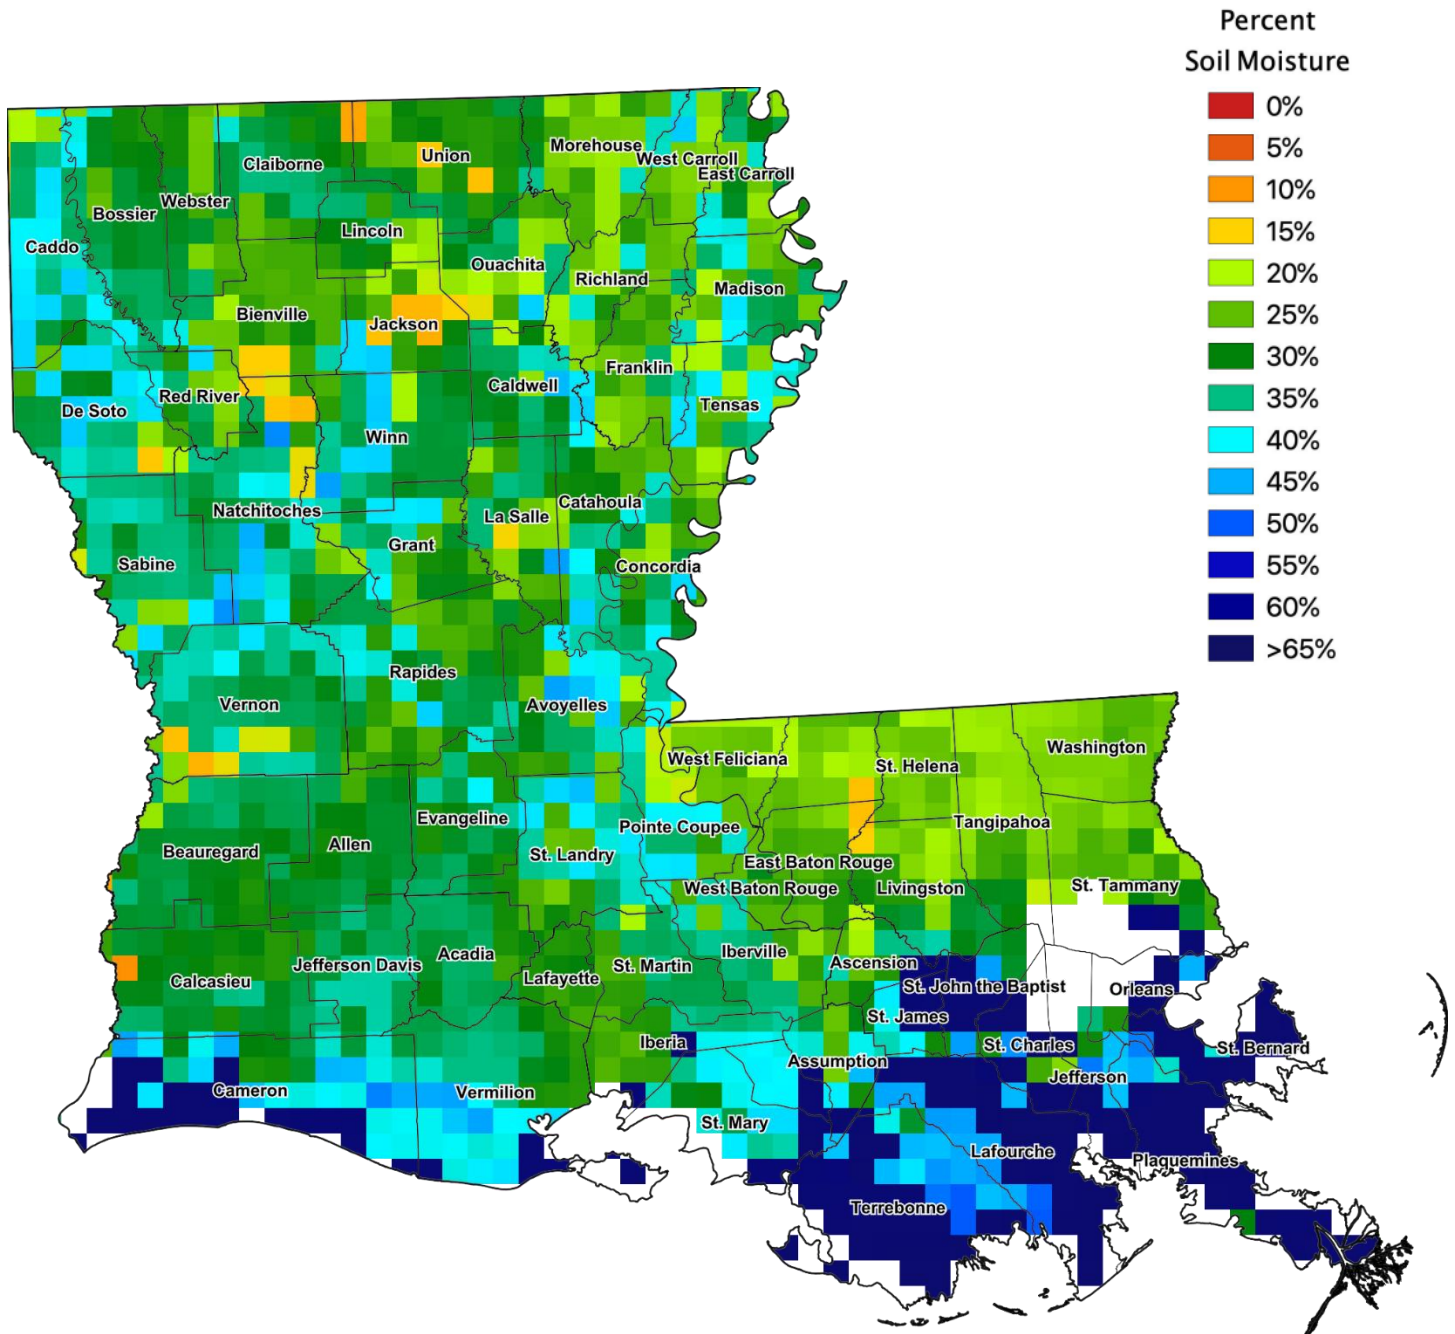 Percent
Soil Moisture
0%
5%
10%
15%
20%
25%
30%
35%
40%
45%
50%
55%
60%
>65%
Claiborne
Union
Morehouse
West Carroll
East Carroll
Webster
Bossier
Lincoln
Caddo
Ouachita
Richland
Madison
Bienville
Jackson
Franklin
Caldwell
Red River
Tensas
De Soto
Winn
Natchitoches
Catahoula
La Salle
Grant
Sabine
Concordia
Rapides
Vernon
Avoyelles
West Feliciana
St. Helena
Washington
Evangeline
Pointe Coupee
Tangipahoa
Beauregard
Allen
St. Landry
East Baton Rouge
West Baton Rouge
Livingston
St. Tammany
Acadia
Iberville
Jefferson Davis
Lafayette
St. Martin
Ascension
Calcasieu
St. John the Baptist
Orleans
St. James
Iberia
St. Charles
St. Bernard
Assumption
Jefferson
Cameron
Vermilion
St. Mary
Lafourche
Plaquemines
Terrebonne